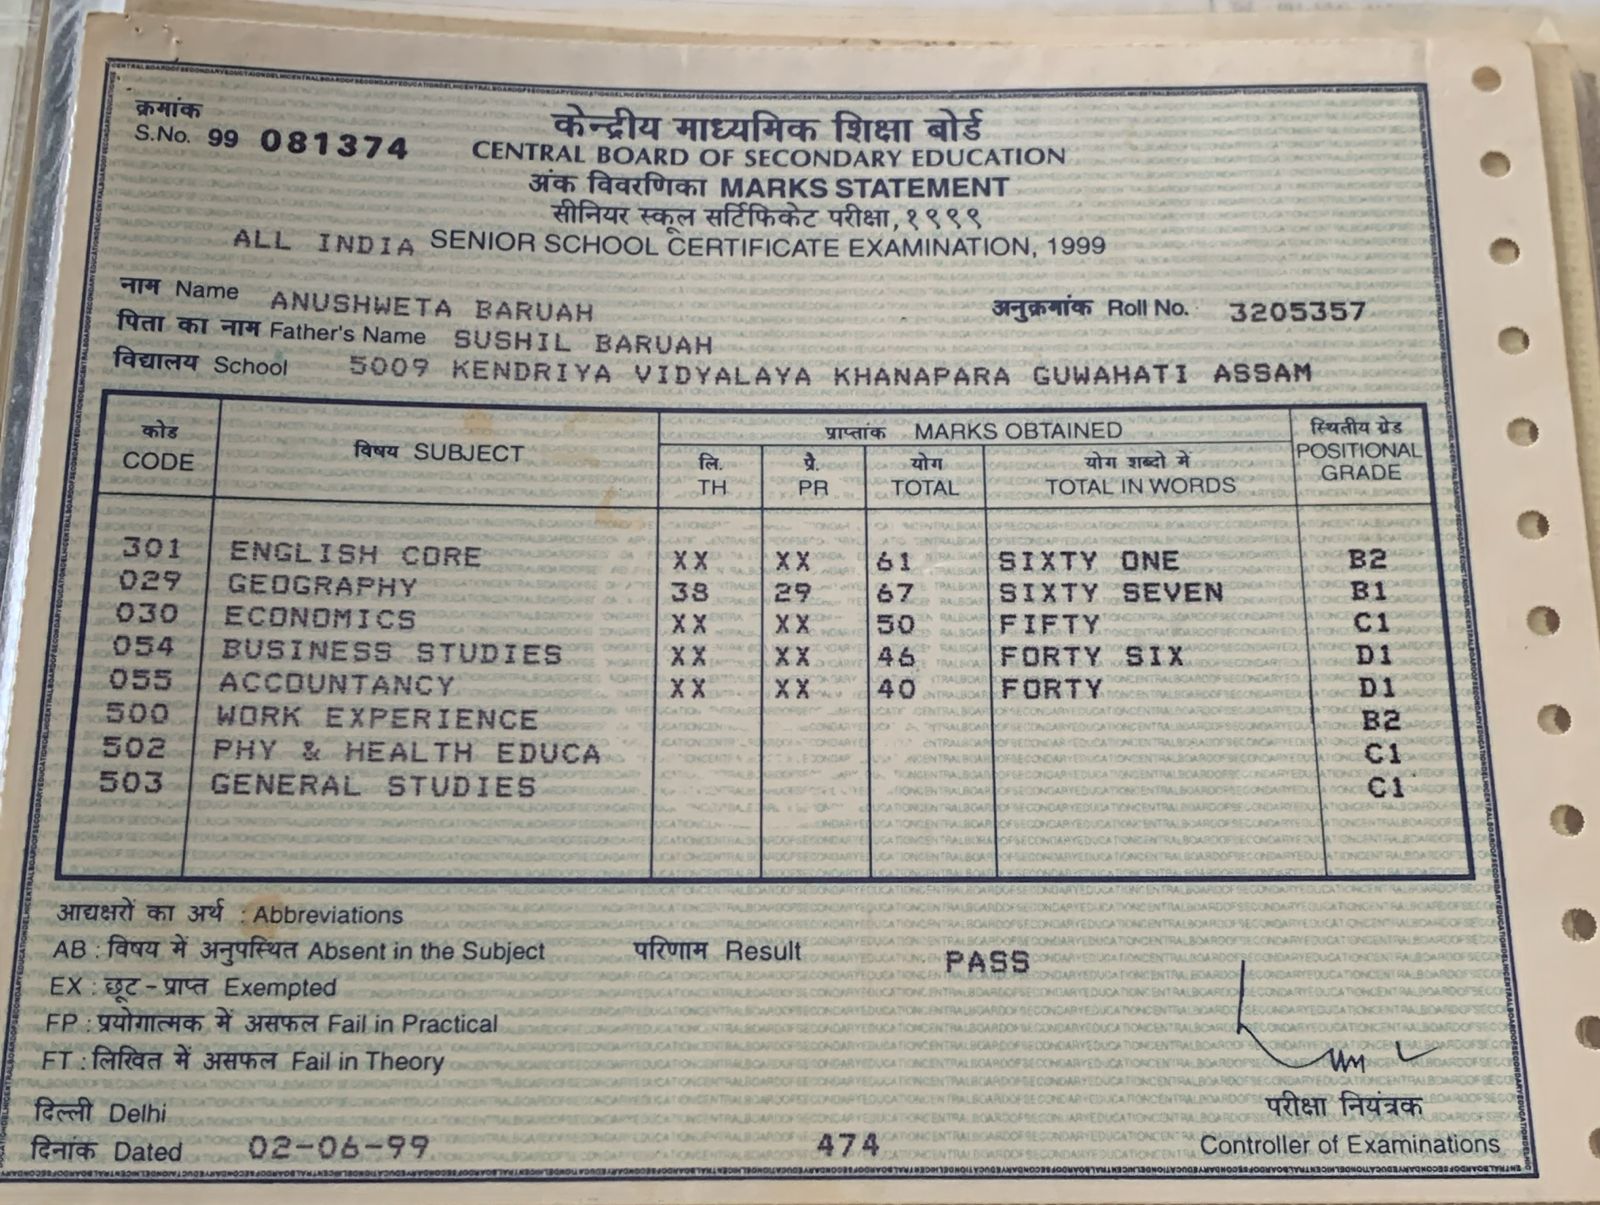 क्रमांक
S.No. 99 081374
केन्द्रीय माध्यमिक शिक्षा बोर्ड
CENTRAL BOARD OF SECONDARY EDUCATION
अंक विवरणिका MARKS STATEMENT
सीनियर स्कूल सर्टिफिकेट परीक्षा, १९९९
ALL INDIA SENIOR SCHOOL CERTIFICATE EXAMINATION, 1999
नाम Name ANUSHWETA BARUAH अनुक्रमांक Roll No. 3205357
पिता का नाम Father's Name SUSHIL BARUAH
विद्यालय School 5009 KENDRIYA VIDYALAYA KHANAPARA GUWAHATI ASSAM
कोड CODE विषय SUBJECT प्राप्तांक MARKS OBTAINED स्थितीय ग्रेड POSITIONAL GRADE
लि. TH प्रै. PR योग TOTAL योग शब्दो में TOTAL IN WORDS
301 ENGLISH CORE XX XX 61 SIXTY ONE B2
029 GEOGRAPHY 38 29 67 SIXTY SEVEN B1
030 ECONOMICS XX XX 50 FIFTY C1
054 BUSINESS STUDIES XX XX 46 FORTY SIX D1
055 ACCOUNTANCY XX XX 40 FORTY D1
500 WORK EXPERIENCE B2
502 PHY & HEALTH EDUCA C1
503 GENERAL STUDIES C1
आद्यक्षरों का अर्थ : Abbreviations
AB : विषय में अनुपस्थित Absent in the Subject परिणाम Result PASS
EX : छूट - प्राप्त Exempted
FP : प्रयोगात्मक में असफल Fail in Practical
FT : लिखित में असफल Fail in Theory
दिल्ली Delhi परीक्षा नियंत्रक
दिनांक Dated 02-06-99 474 Controller of Examinations